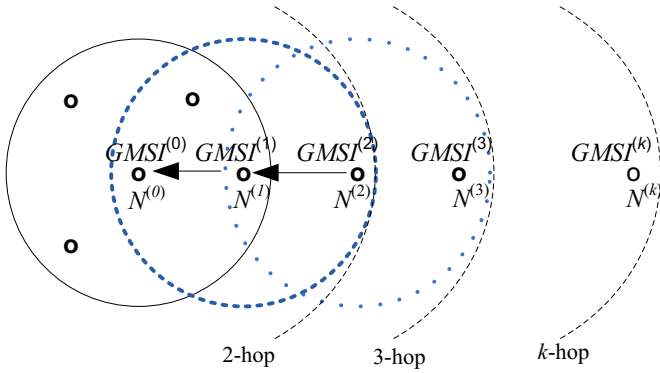 GMSI⁽⁰⁾ GMSI⁽¹⁾ GMSI⁽²⁾ GMSI⁽³⁾ GMSI⁽ᵏ⁾
N⁽⁰⁾ N⁽¹⁾ N⁽²⁾ N⁽³⁾ N⁽ᵏ⁾
2-hop 3-hop k-hop